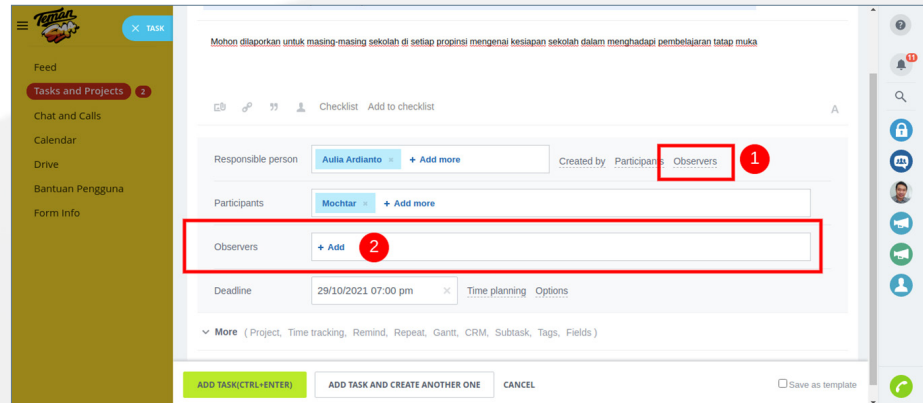 Teman
SMA
× TASK
Feed
Tasks and Projects 2
Chat and Calls
Calendar
Drive
Bantuan Pengguna
Form Info
Mohon dilaporkan untuk masing-masing sekolah di setiap propinsi mengenai kesiapan sekolah dalam menghadapi pembelajaran tatap muka
Checklist Add to checklist A
Responsible person Aulia Ardianto × + Add more Created by Participants Observers 1
Participants Mochtar × + Add more
Observers + Add 2
Deadline 29/10/2021 07:00 pm × Time planning Options
More ( Project, Time tracking, Remind, Repeat, Gantt, CRM, Subtask, Tags, Fields )
ADD TASK(CTRL+ENTER) ADD TASK AND CREATE ANOTHER ONE CANCEL Save as template
?
11